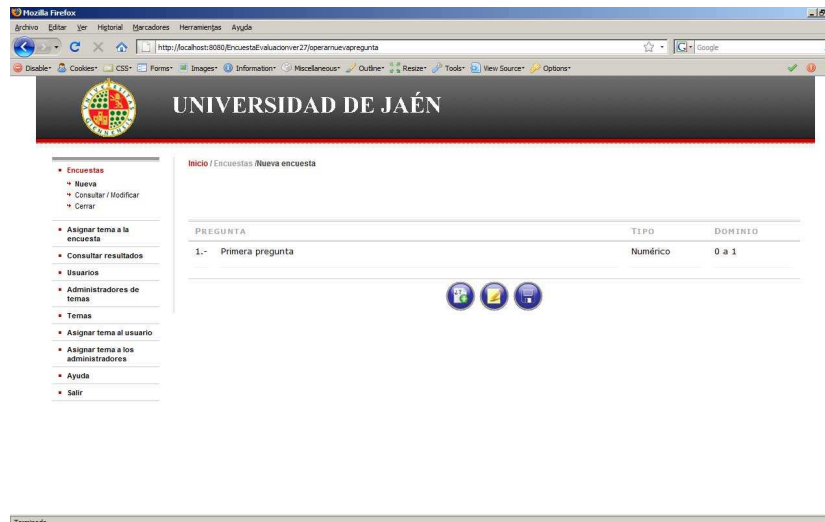 Mozilla Firefox
Archivo Editar Ver Historial Marcadores Herramientas Ayuda
http://localhost:8080/EncuestaEvaluacionver27/operarnuevapregunta
Google
Disable Cookies CSS Forms Images Information Miscellaneous Outline Resize Tools View Source Options
UNIVERSIDAD DE JAÉN
Inicio / Encuestas /Nueva encuesta
Encuestas
Nueva
Consultar / Modificar
Cerrar
Asignar tema a la
encuesta
Consultar resultados
Usuarios
Administradores de
temas
Temas
Asignar tema al usuario
Asignar tema a los
administradores
Ayuda
Salir
PREGUNTA TIPO DOMINIO
1.- Primera pregunta Numérico 0 a 1